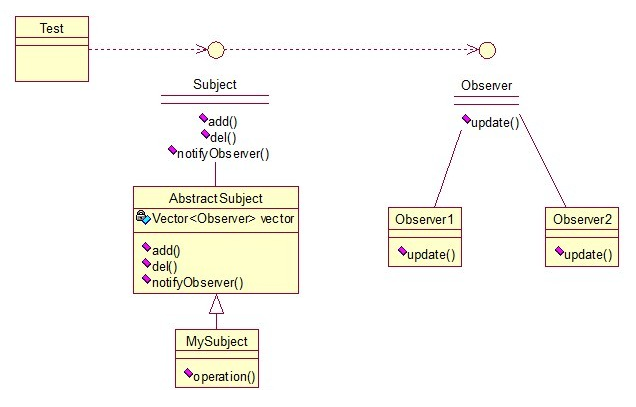 Test
Subject
add()
del()
notifyObserver()
Observer
update()
AbstractSubject
Vector<Observer> vector
add()
del()
notifyObserver()
Observer1
update()
Observer2
update()
MySubject
operation()